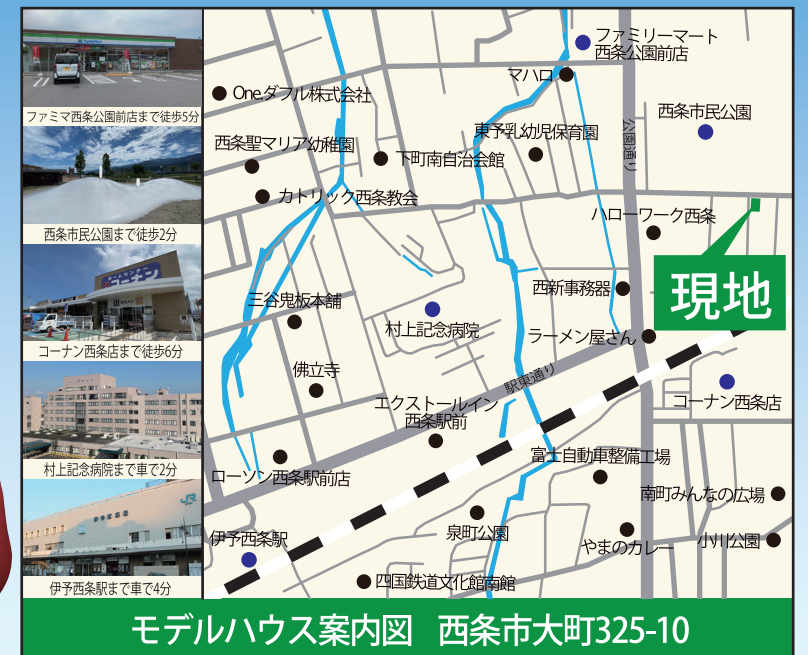 ファミマ西条公園前店まで徒歩5分
西条市民公園まで徒歩2分
ホームセンター
コーナン
コーナン西条店まで徒歩6分
村上記念病院まで車で2分
JR
伊予西条駅まで車で4分
ファミリーマート
西条公園前店
マハロ
One.ダフル株式会社
西条市民公園
公園通り
西条聖マリア幼稚園
下町南自治会館
東予乳幼児保育園
カトリック西条教会
ハローワーク西条
現地
三谷鬼板本舗
村上記念病院
西新事務器
ラーメン屋さん
佛立寺
駅東通り
エクストールイン
西条駅前
コーナン西条店
ローソン西条駅前店
富士自動車整備工場
南町みんなの広場
伊予西条駅
泉町公園
やまのカレー
小川公園
四国鉄道文化館南館
モデルハウス案内図 西条市大町325-10